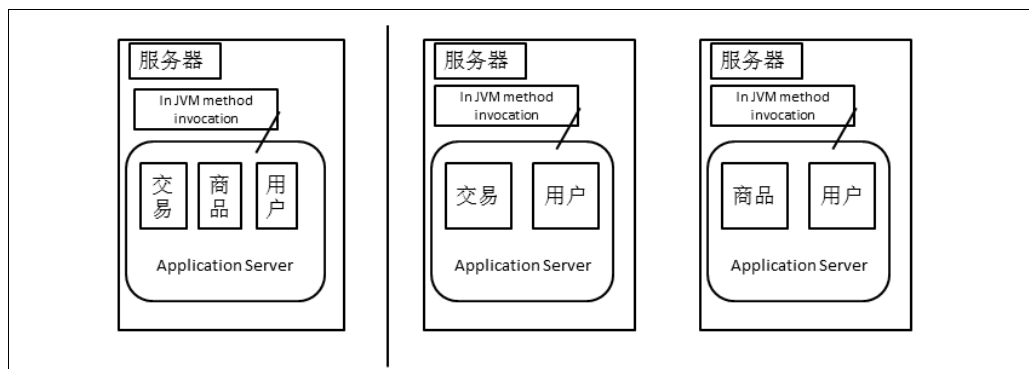 服务器
In JVM method
invocation
交易
商品
用户
Application Server
服务器
In JVM method
invocation
交易
用户
Application Server
服务器
In JVM method
invocation
商品
用户
Application Server